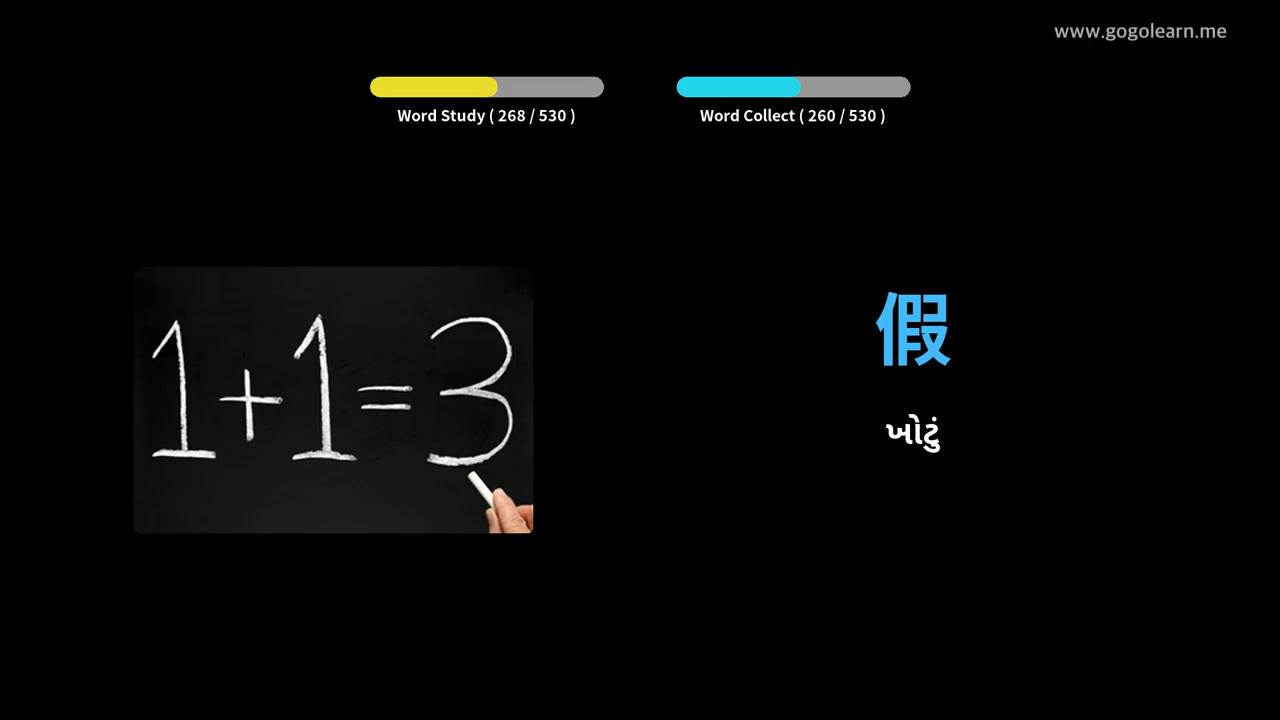 www.gogolearn.me
Word Study ( 268 / 530 )
Word Collect ( 260 / 530 )
1+1=3
假
ખોટું